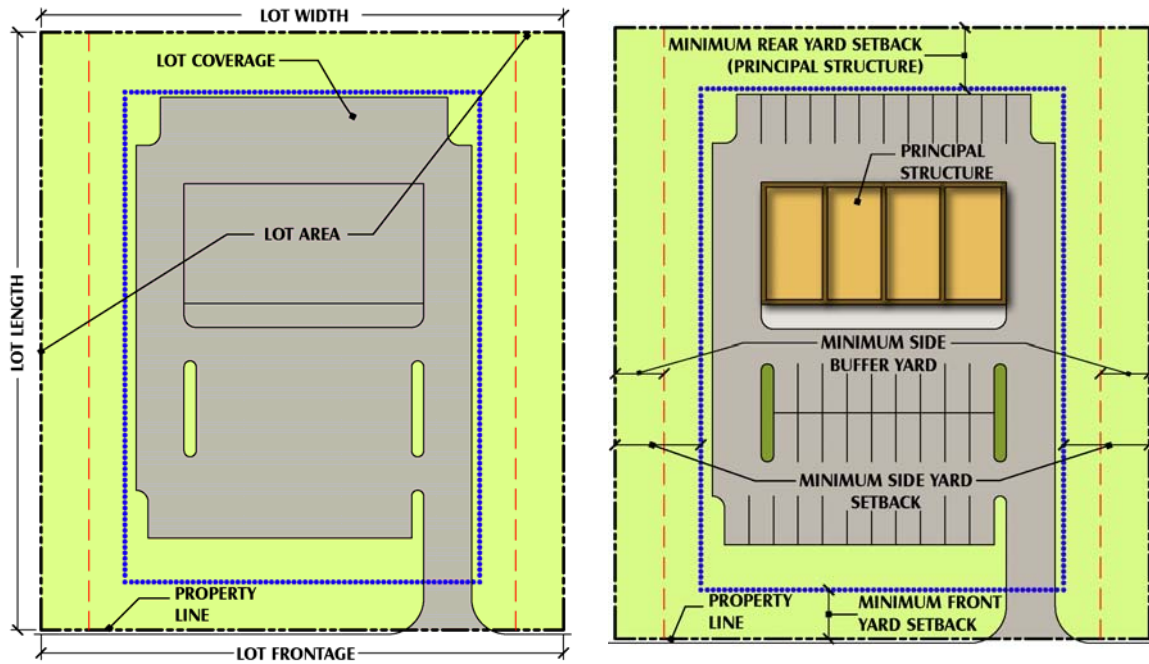 LOT WIDTH
LOT COVERAGE
LOT AREA
LOT LENGTH
PROPERTY
LINE
LOT FRONTAGE
MINIMUM REAR YARD SETBACK
(PRINCIPAL STRUCTURE)
PRINCIPAL
STRUCTURE
MINIMUM SIDE
BUFFER YARD
MINIMUM SIDE YARD
SETBACK
PROPERTY
LINE
MINIMUM FRONT
YARD SETBACK